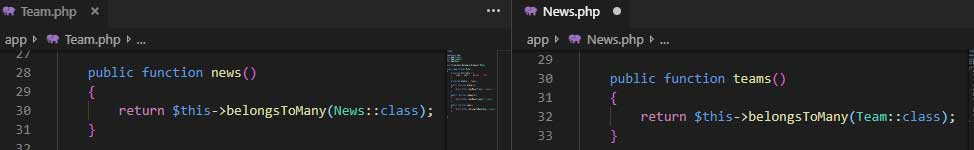 Team.php ×
app > Team.php > ...
27
28 public function news()
29 {
30 return $this->belongsToMany(News::class);
31 }
News.php ●
app > News.php > ...
29
30 public function teams()
31 {
32 return $this->belongsToMany(Team::class);
33 }